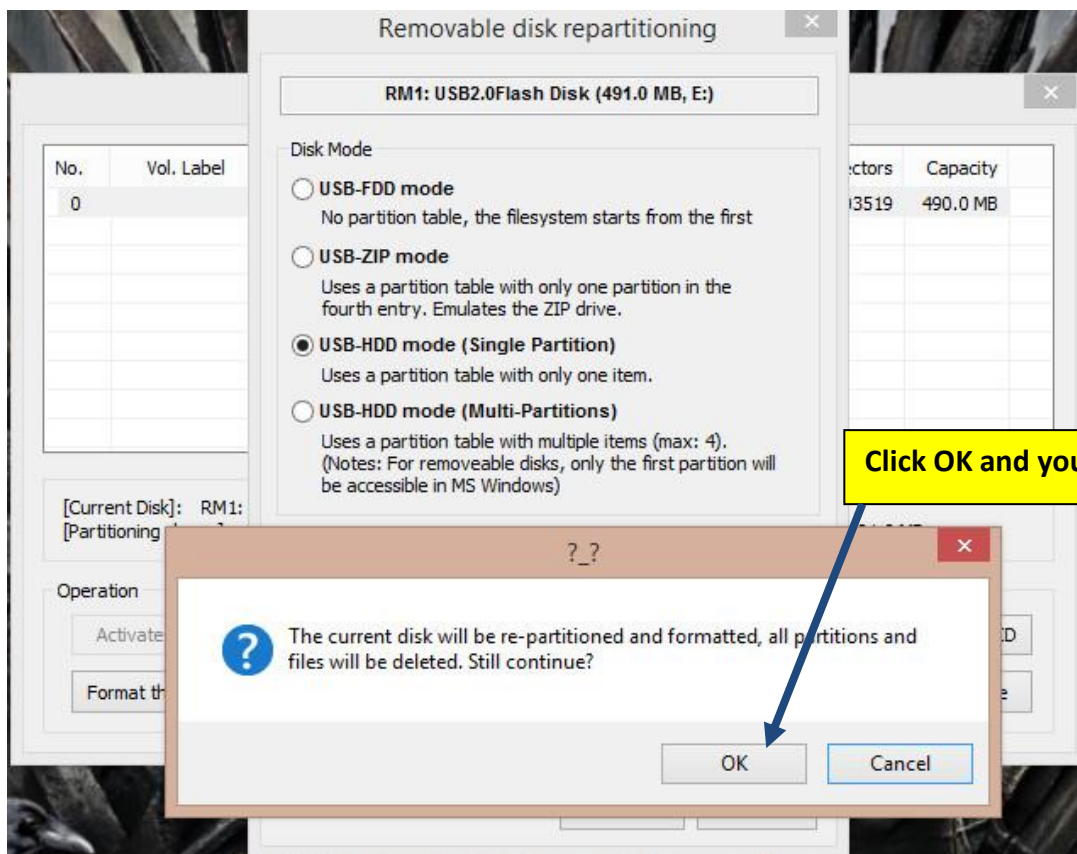 Removable disk repartitioning
RM1: USB2.0Flash Disk (491.0 MB, E:)
Disk Mode
USB-FDD mode
No partition table, the filesystem starts from the first
USB-ZIP mode
Uses a partition table with only one partition in the
fourth entry. Emulates the ZIP drive.
USB-HDD mode (Single Partition)
Uses a partition table with only one item.
USB-HDD mode (Multi-Partitions)
Uses a partition table with multiple items (max: 4).
(Notes: For removeable disks, only the first partition will
be accessible in MS Windows)
No. Vol. Label ectors Capacity
0 3519 490.0 MB
Click OK and you
[Current Disk]: RM1:
[Partitioning
Operation
Activate
Format th
?_?
The current disk will be re-partitioned and formatted, all partitions and
files will be deleted. Still continue?
OK Cancel